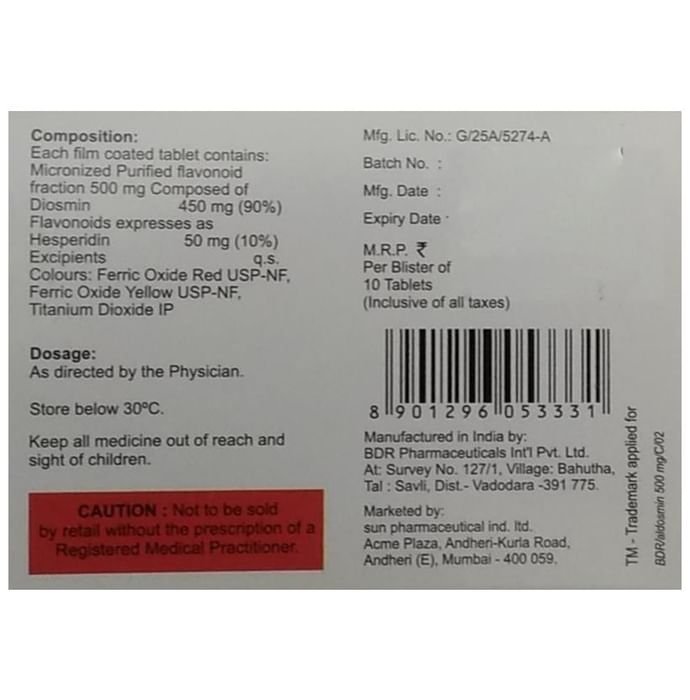 Composition:
Each film coated tablet contains:
Micronized Purified flavonoid
fraction 500 mg Composed of
Diosmin 450 mg (90%)
Flavonoids expresses as
Hesperidin 50 mg (10%)
Excipients q.s.
Colours: Ferric Oxide Red USP-NF,
Ferric Oxide Yellow USP-NF,
Titanium Dioxide IP
Dosage:
As directed by the Physician.
Store below 30ºC.
Keep all medicine out of reach and
sight of children.
CAUTION : Not to be sold
by retail without the prescription of a
Registered Medical Practitioner.
Mfg. Lic. No.: G/25A/5274-A
Batch No. :
Mfg. Date :
Expiry Date :
M.R.P. ₹
Per Blister of
10 Tablets
(Inclusive of all taxes)
8 901296 053331
Manufactured in India by:
BDR Pharmaceuticals Int'l Pvt. Ltd.
At: Survey No. 127/1, Village: Bahutha,
Tal : Savli, Dist.- Vadodara -391 775.
Marketed by:
sun pharmaceutical ind. ltd.
Acme Plaza, Andheri-Kurla Road,
Andheri (E), Mumbai - 400 059.
TM - Trademark applied for
BDR/aldosmin 500 mg/C/02